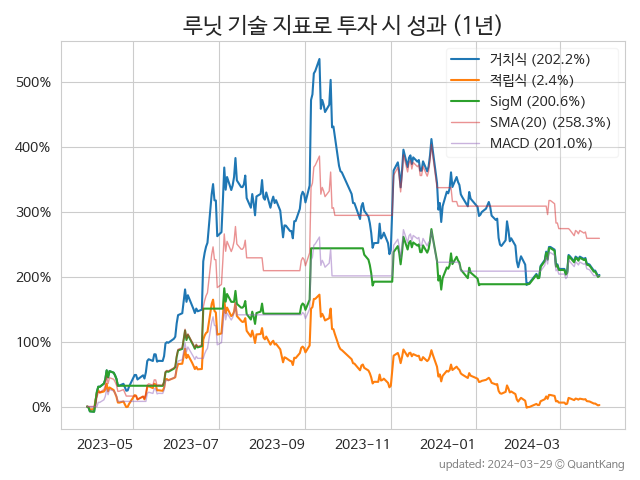 루닛 기술 지표로 투자 시 성과 (1년)
거치식 (202.2%)
적립식 (2.4%)
SigM (200.6%)
SMA(20) (258.3%)
MACD (201.0%)
500%
400%
300%
200%
100%
0%
2023-05 2023-07 2023-09 2023-11 2024-01 2024-03
updated: 2024-03-29 © QuantKang